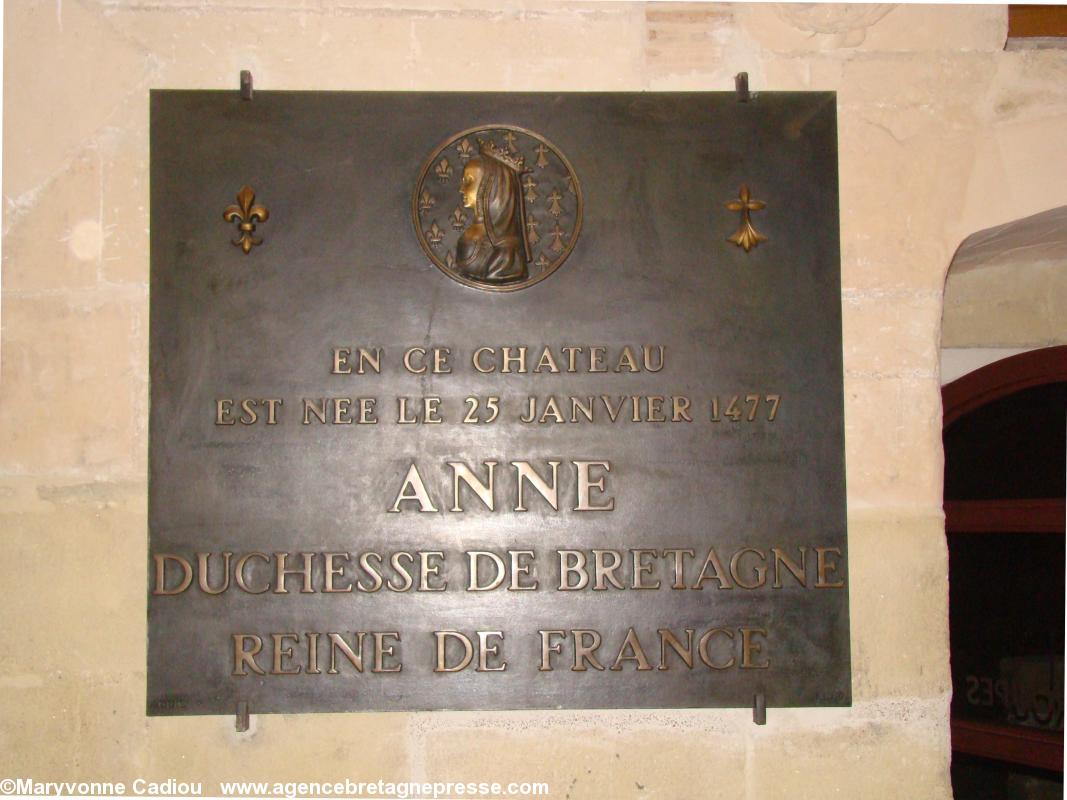 EN CE CHATEAU
EST NEE LE 25 JANVIER 1477
ANNE
DUCHESSE DE BRETAGNE
REINE DE FRANCE
©Maryvonne Cadiou www.agencebretagnepresse.com